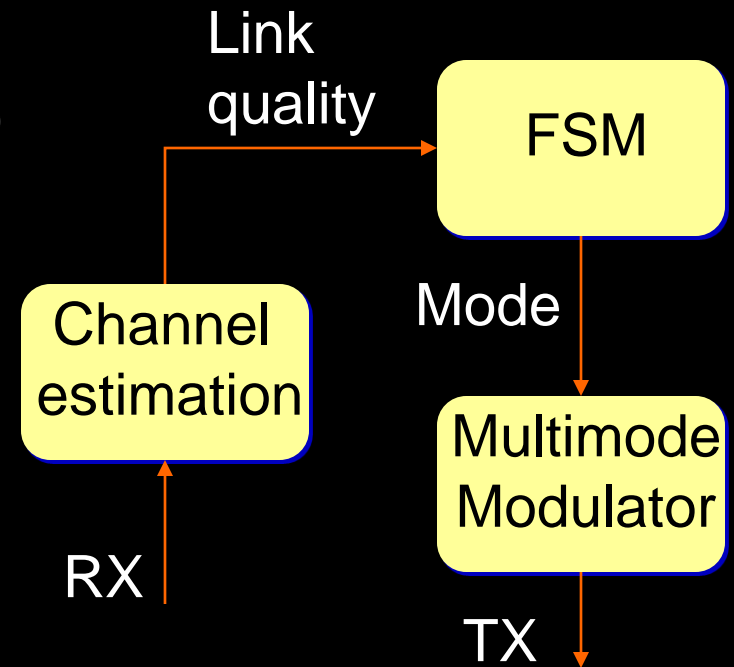 Link
quality
FSM
Mode
Channel
estimation
Multimode
Modulator
RX
TX